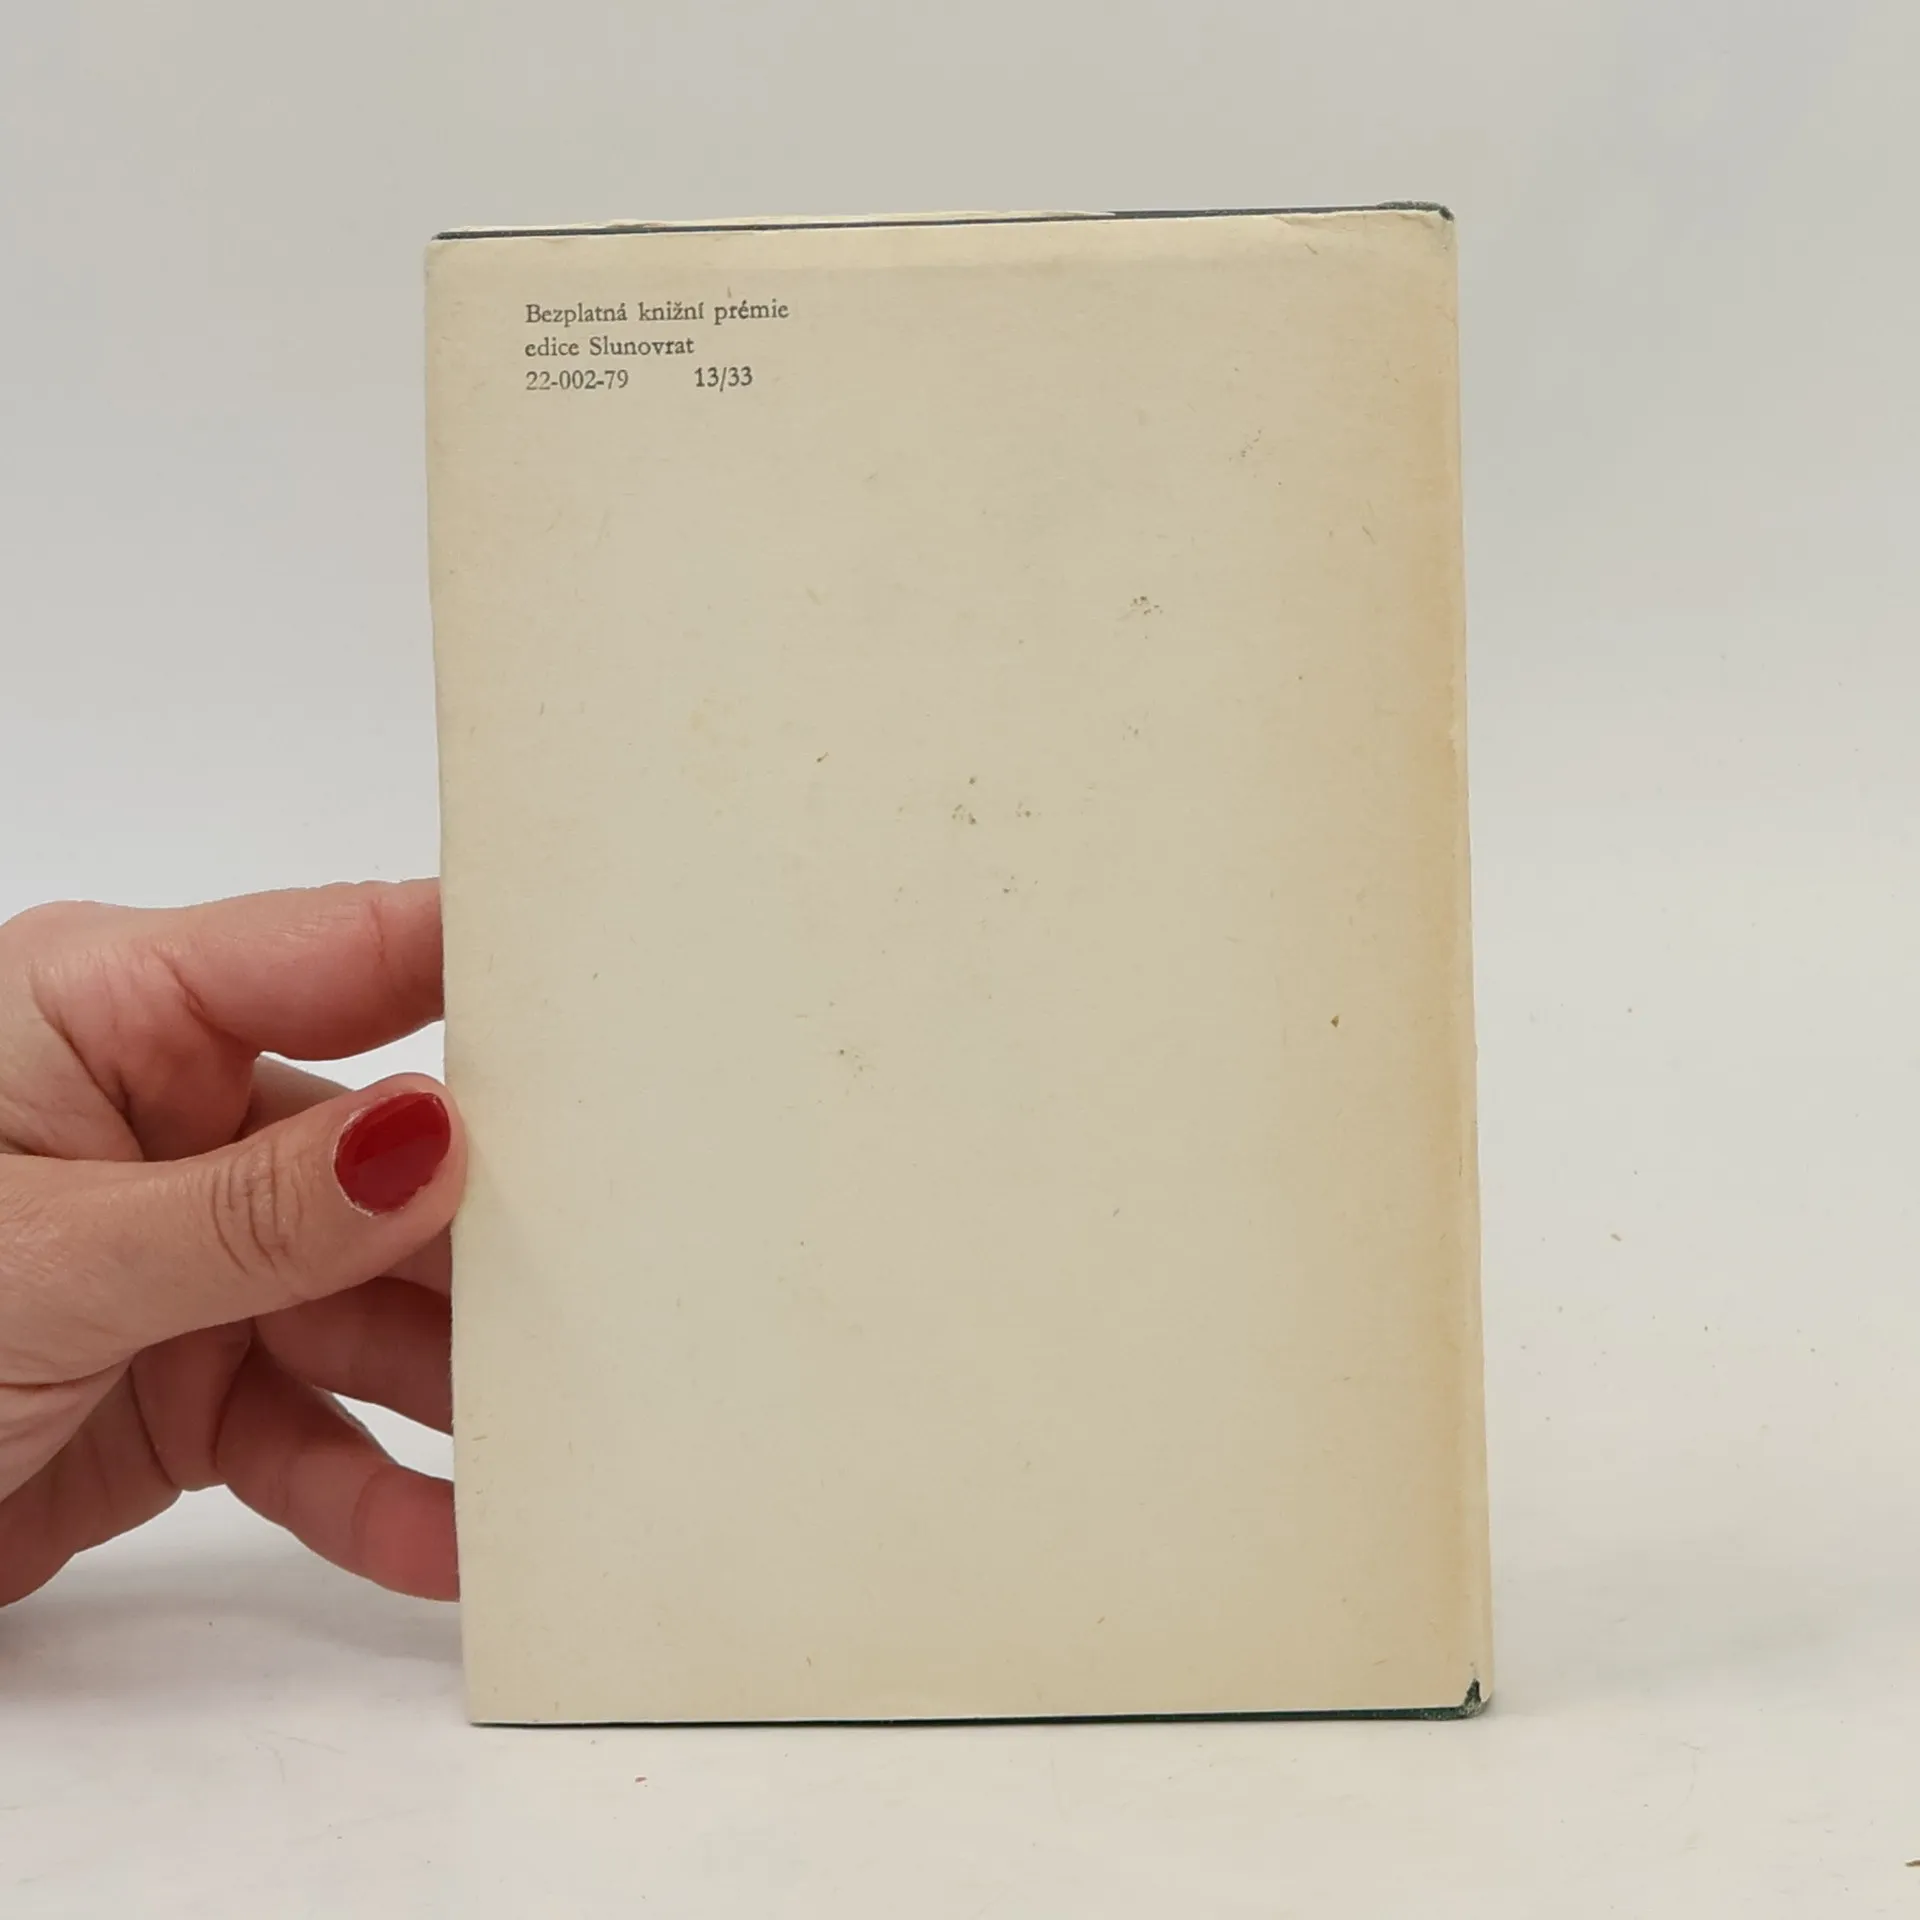 Bezplatná knižní prémie
edice Slunovrat
22-002-79 13/33